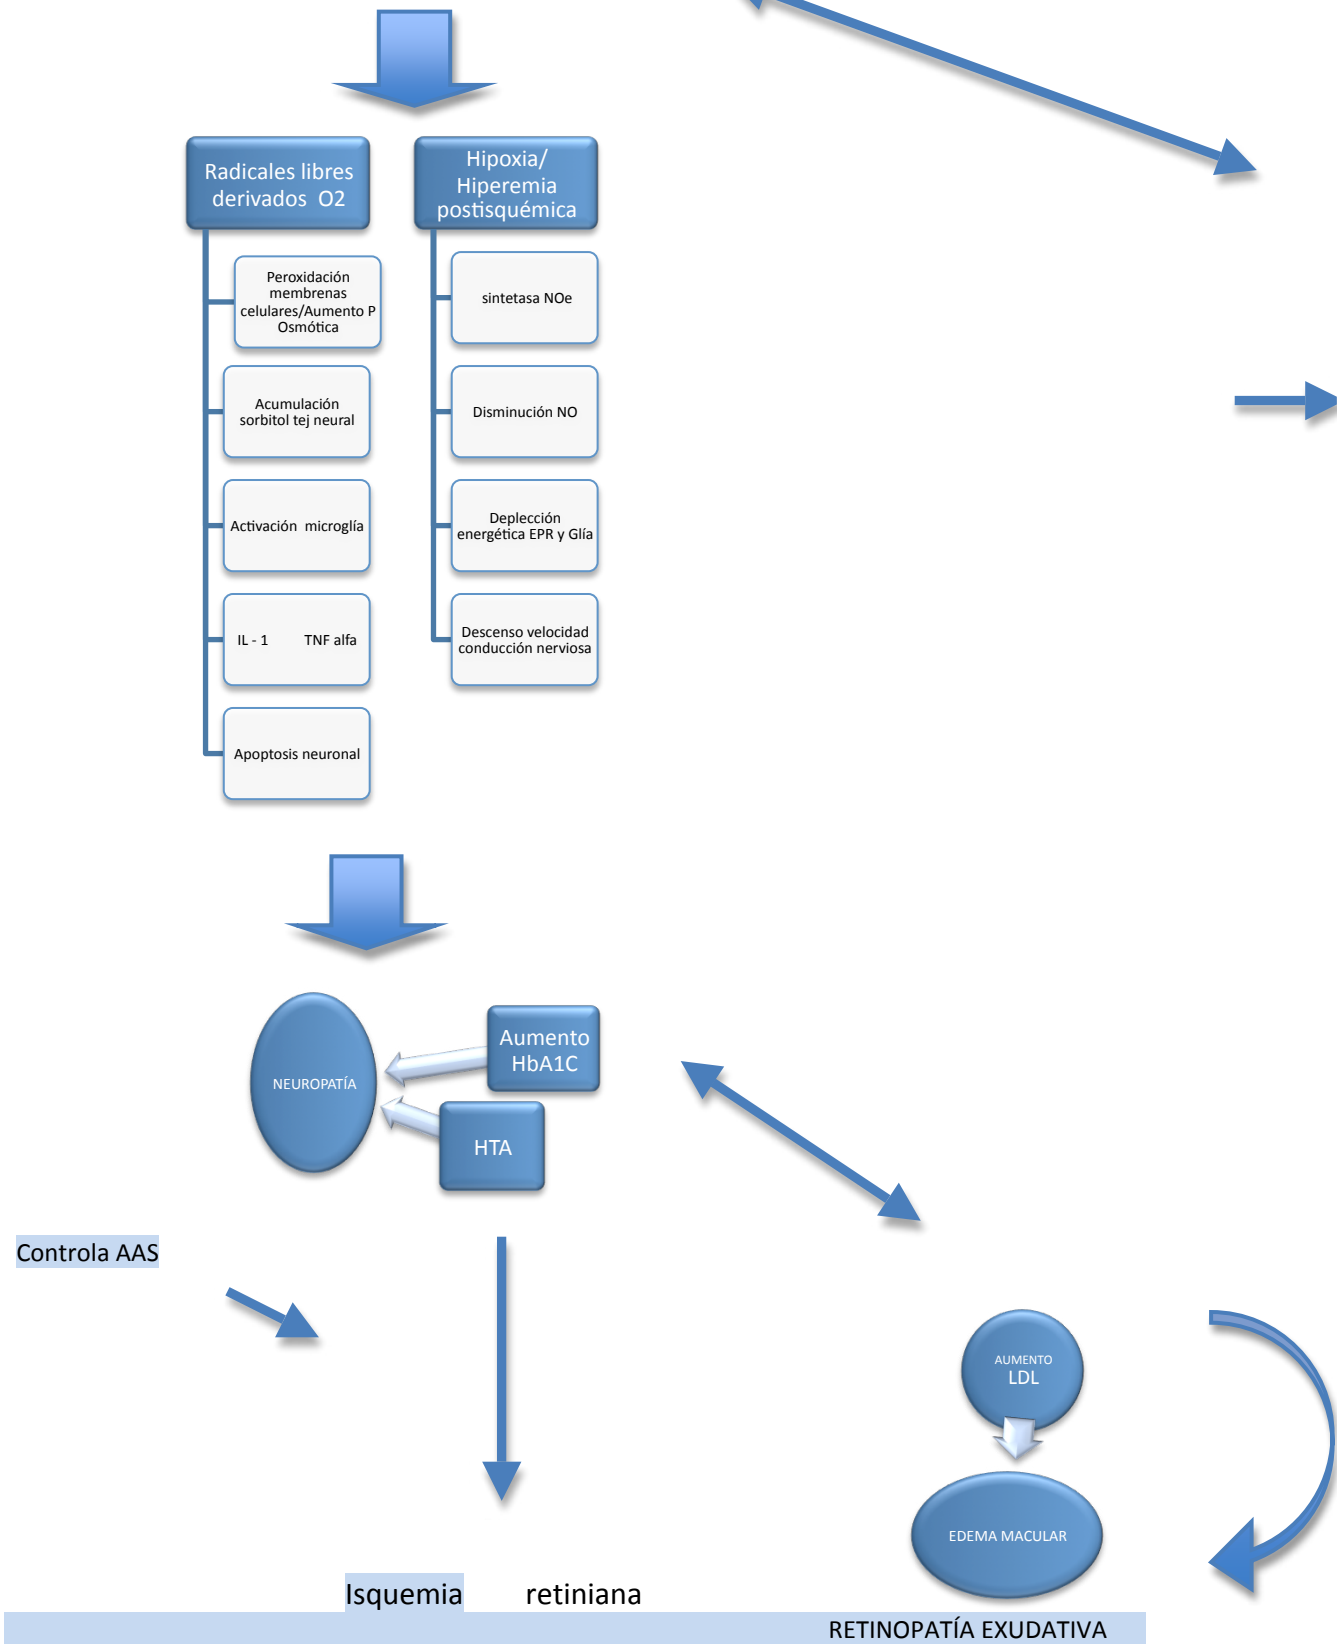 Radicales libres
derivados O2
Hipoxia/
Hiperemia
postisquémica
Peroxidación
membrenas
celulares/Aumento P
Osmótica
Acumulación
sorbitol tej neural
Activación microglía
IL - 1 TNF alfa
Apoptosis neuronal
sintetasa NOe
Disminución NO
Deplección
energética EPR y Glía
Descenso velocidad
conducción nerviosa
NEUROPATÍA
Aumento
HbA1C
HTA
Controla AAS
AUMENTO
LDL
EDEMA MACULAR
Isquemia retiniana
RETINOPATÍA EXUDATIVA